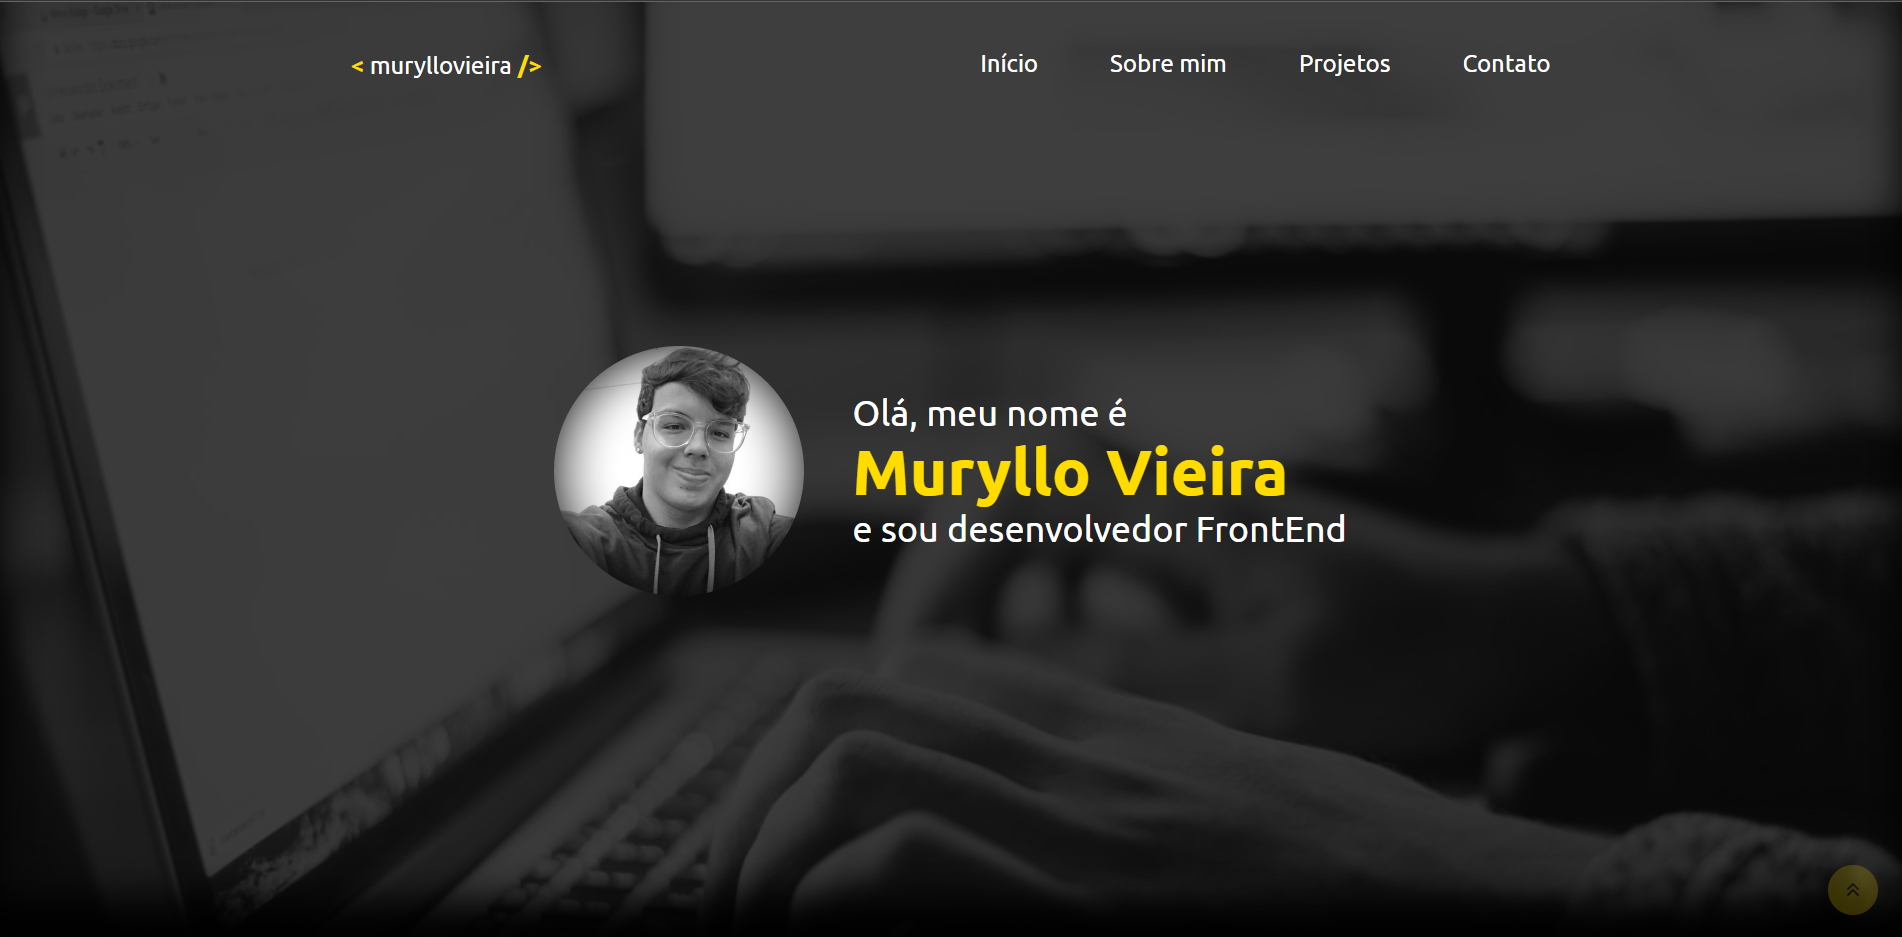 < muryllovieira />
Início Sobre mim Projetos Contato
Olá, meu nome é
Muryllo Vieira
e sou desenvolvedor FrontEnd